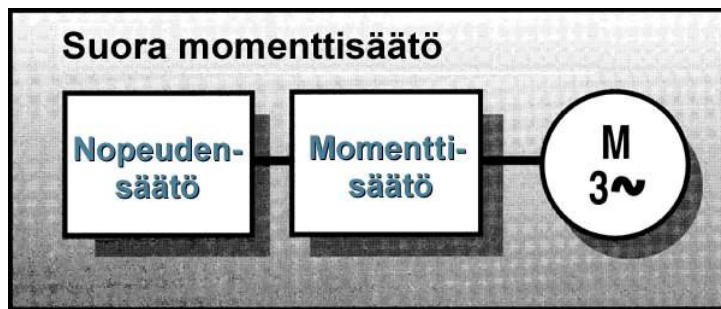 Suora momenttisäätö
Nopeuden-
säätö
Momentti-
säätö
M
3~